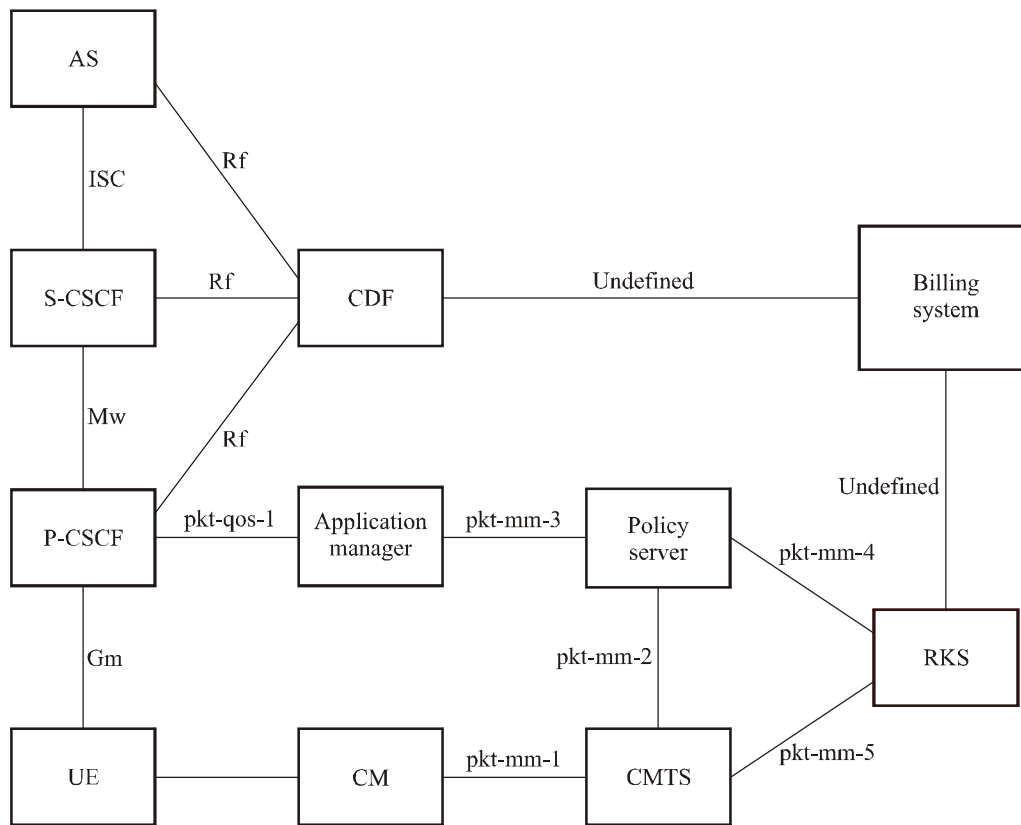 AS
Rf
ISC
S-CSCF
Rf
CDF
Undefined
Billing
system
Mw
Rf
Undefined
P-CSCF
pkt-qos-1
Application
manager
pkt-mm-3
Policy
server
pkt-mm-4
Gm
pkt-mm-2
RKS
UE
CM
pkt-mm-1
CMTS
pkt-mm-5